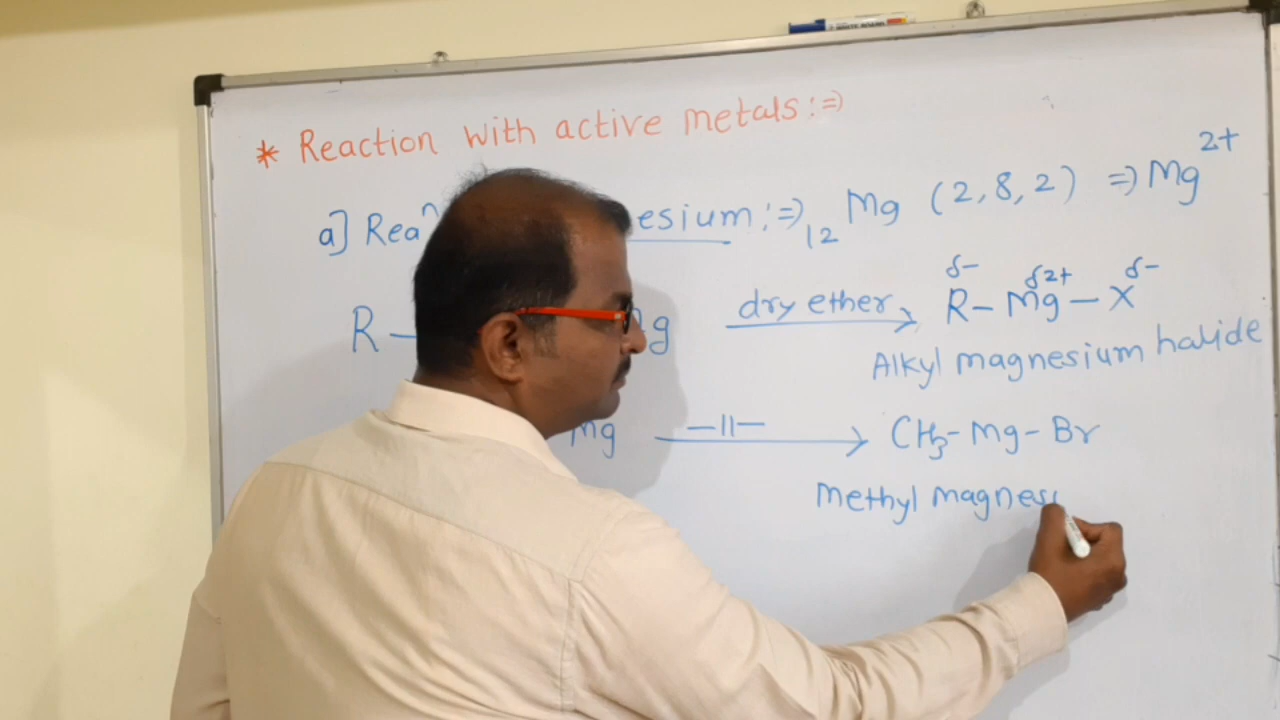 * Reaction with active metals :⇒
a] Rea n esium :⇒ 12 Mg (2,8,2) ⇒ Mg 2+
R – Mg dry ether → R δ- – Mg δ2+ – X δ-
Alkyl magnesium halide
Mg –11– → CH3 - Mg - Br
Methyl magnes